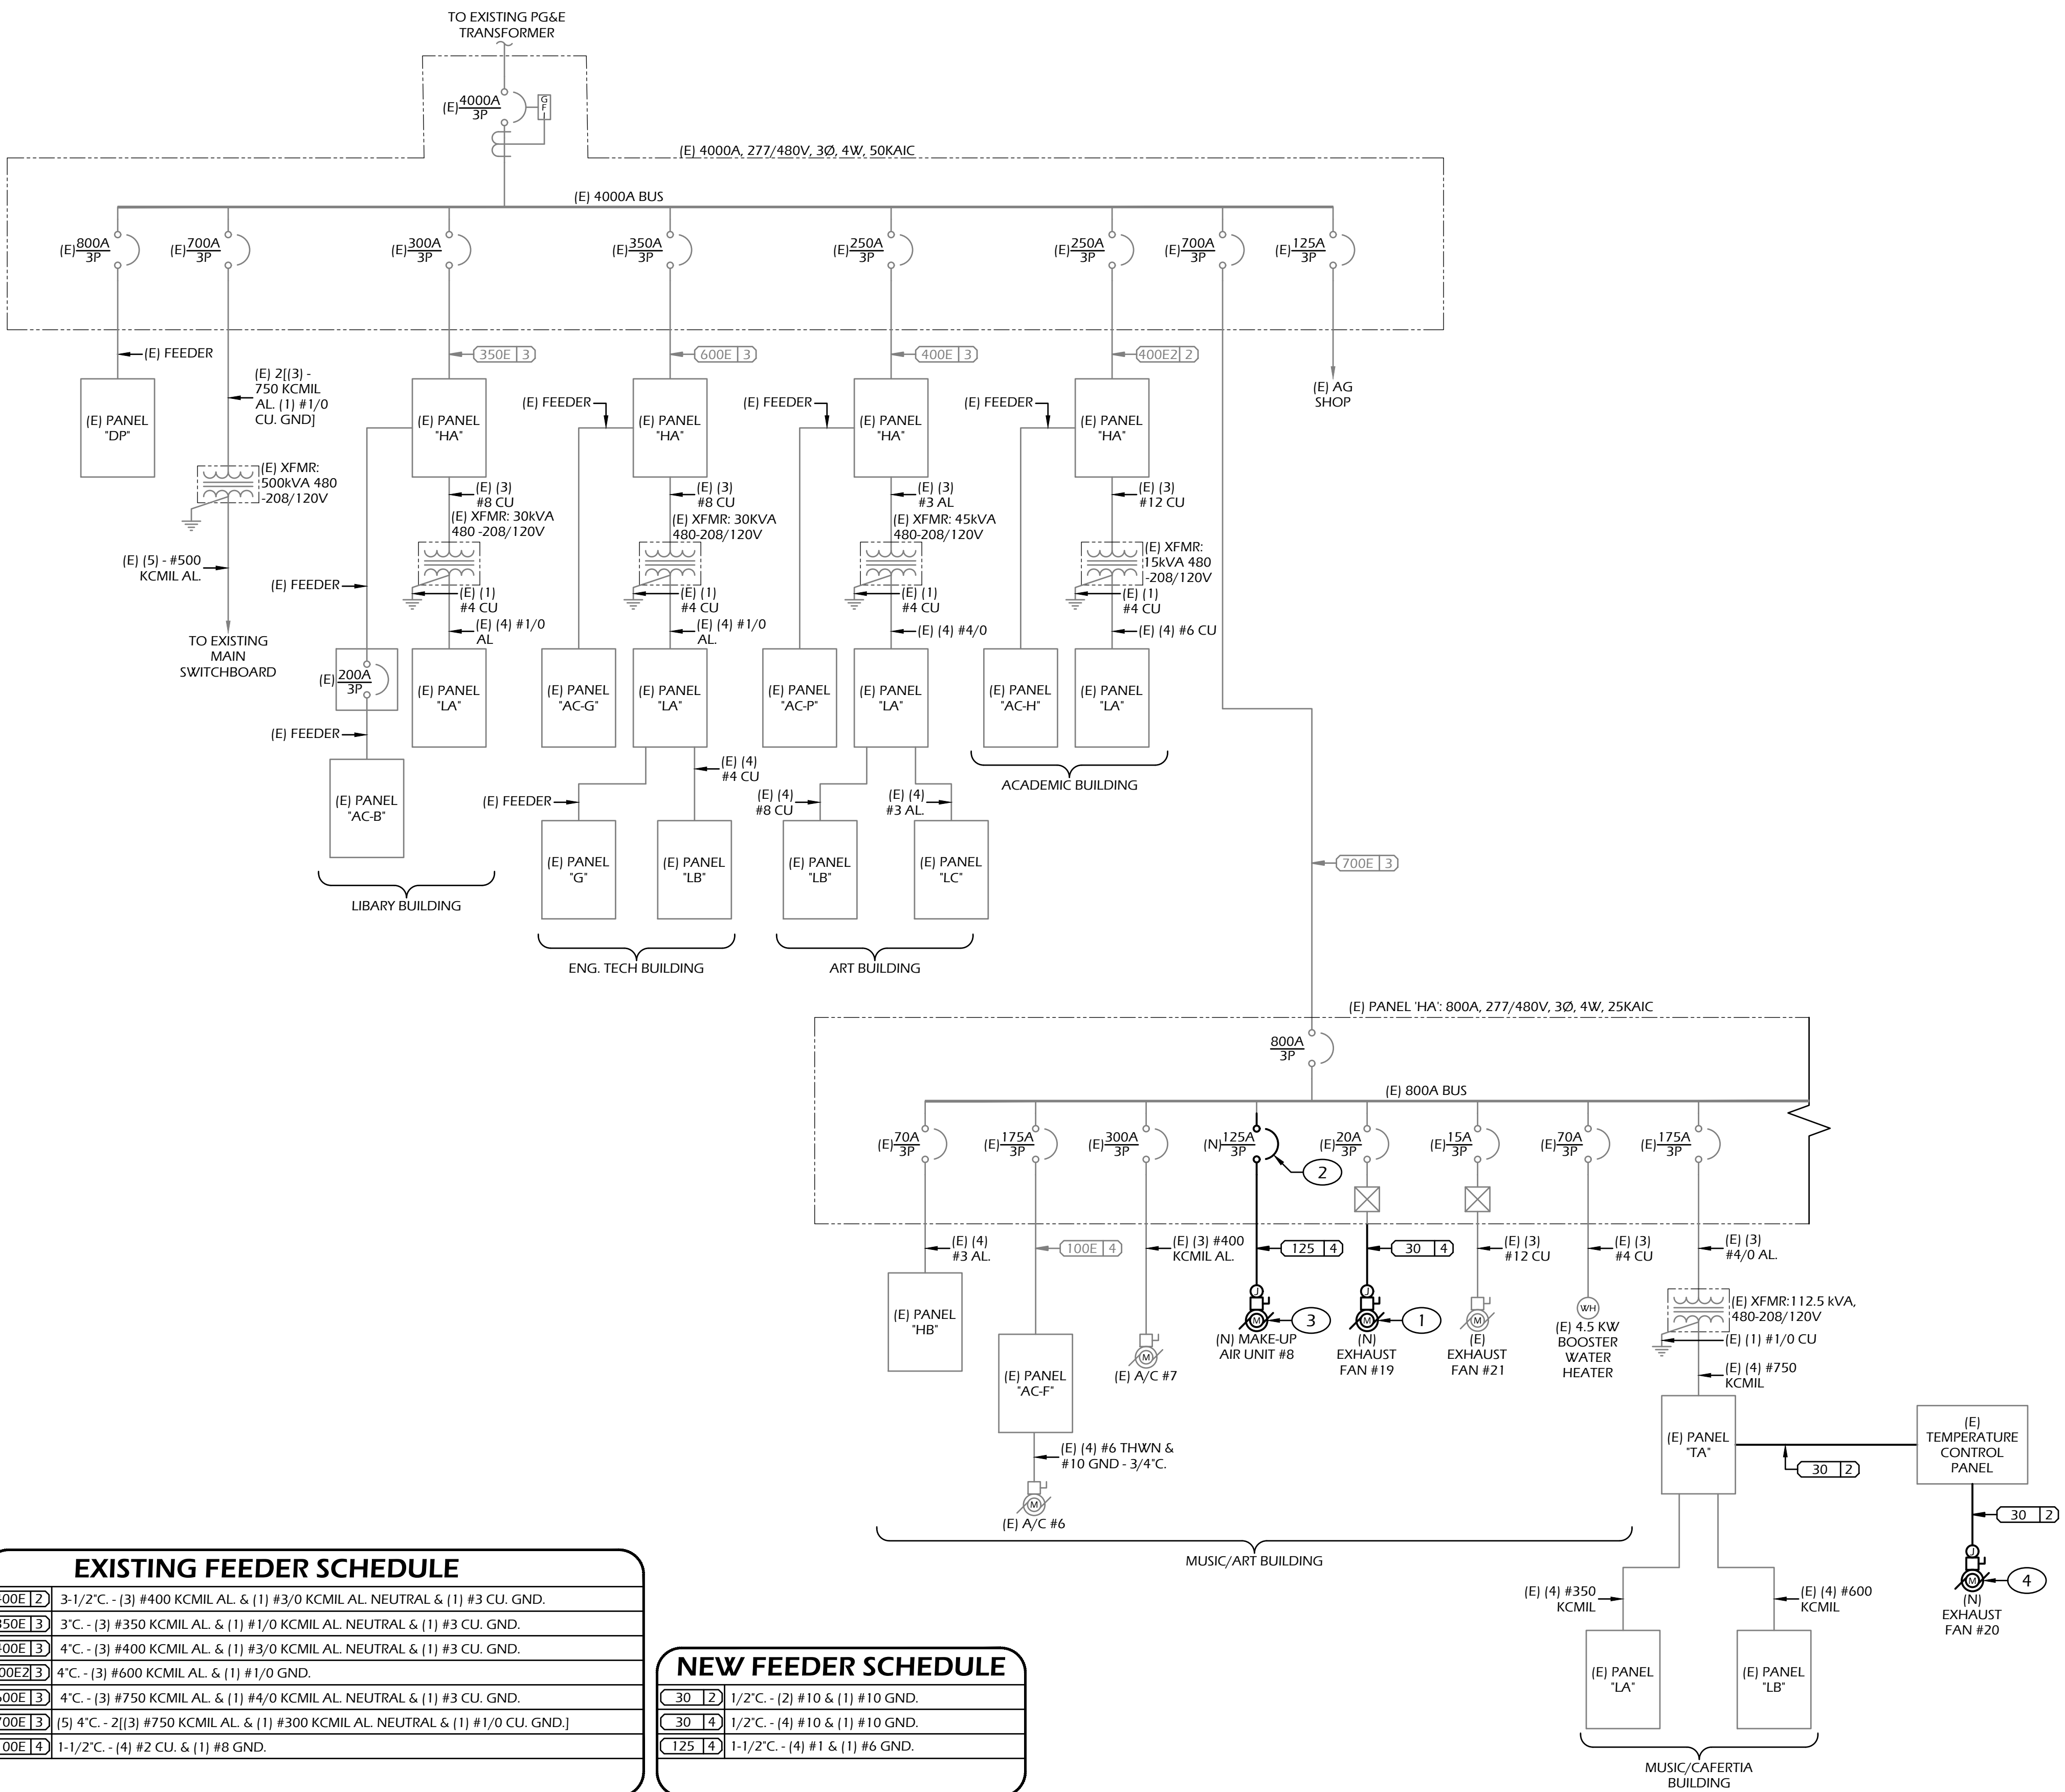 TO EXISTING PG&E
TRANSFORMER
(E) 4000A
3P
G
F
I
(E) 4000A, 277/480V, 3Ø, 4W, 50KAIC
(E) 4000A BUS
(E) 800A
3P
(E) 700A
3P
(E) 300A
3P
(E) 350A
3P
(E) 250A
3P
(E) 250A
3P
(E) 700A
3P
(E) 125A
3P
(E) FEEDER
350E 3
600E 3
400E 3
400E2 2
(E) 2[(3) -
750 KCMIL
AL. (1) #1/0
CU. GND]
(E) AG
SHOP
(E) FEEDER
(E) FEEDER
(E) FEEDER
(E) PANEL
"DP"
(E) PANEL
"HA"
(E) PANEL
"HA"
(E) PANEL
"HA"
(E) PANEL
"HA"
(E) XFMR:
500kVA 480
-208/120V
(E) (3)
#8 CU
(E) XFMR: 30kVA
480 -208/120V
(E) (3)
#8 CU
(E) XFMR: 30KVA
480-208/120V
(E) (3)
#3 AL
(E) XFMR: 45kVA
480-208/120V
(E) (3)
#12 CU
(E) XFMR:
15kVA 480
-208/120V
(E) (5) - #500
KCMIL AL.
(E) FEEDER
(E) (1)
#4 CU
(E) (1)
#4 CU
(E) (1)
#4 CU
(E) (1)
#4 CU
(E) (4) #1/0
AL
(E) (4) #1/0
AL.
(E) (4) #4/0
(E) (4) #6 CU
TO EXISTING
MAIN
SWITCHBOARD
(E) 200A
3P
(E) PANEL
"LA"
(E) PANEL
"AC-G"
(E) PANEL
"LA"
(E) PANEL
"AC-P"
(E) PANEL
"LA"
(E) PANEL
"AC-H"
(E) PANEL
"LA"
(E) FEEDER
(E) (4)
#4 CU
ACADEMIC BUILDING
(E) PANEL
"AC-B"
(E) FEEDER
(E) (4)
#8 CU
(E) (4)
#3 AL.
(E) PANEL
"G"
(E) PANEL
"LB"
(E) PANEL
"LB"
(E) PANEL
"LC"
700E 3
LIBARY BUILDING
ENG. TECH BUILDING
ART BUILDING
(E) PANEL 'HA': 800A, 277/480V, 3Ø, 4W, 25KAIC
800A
3P
(E) 800A BUS
(E) 70A
3P
(E) 175A
3P
(E) 300A
3P
(N) 125A
3P
(E) 20A
3P
(E) 15A
3P
(E) 70A
3P
(E) 175A
3P
2
(E) (4)
#3 AL.
100E 4
(E) (3) #400
KCMIL AL.
125 4
30 4
(E) (3)
#12 CU
(E) (3)
#4 CU
(E) (3)
#4/0 AL.
(E) PANEL
"HB"
J
M
3
(N) MAKE-UP
AIR UNIT #8
J
M
1
(N)
EXHAUST
FAN #19
M
(E)
EXHAUST
FAN #21
WH
(E) 4.5 KW
BOOSTER
WATER
HEATER
(E) XFMR:112.5 kVA,
480-208/120V
(E) (1) #1/0 CU
(E) PANEL
"AC-F"
M
(E) A/C #7
(E) (4) #750
KCMIL
(E) PANEL
"TA"
(E)
TEMPERATURE
CONTROL
PANEL
30 2
(E) (4) #6 THWN &
#10 GND - 3/4"C.
M
(E) A/C #6
30 2
MUSIC/ART BUILDING
J
M
4
(N)
EXHAUST
FAN #20
(E) (4) #350
KCMIL
(E) (4) #600
KCMIL
(E) PANEL
"LA"
(E) PANEL
"LB"
MUSIC/CAFERTIA
BUILDING
EXISTING FEEDER SCHEDULE
00E 2 3-1/2"C. - (3) #400 KCMIL AL. & (1) #3/0 KCMIL AL. NEUTRAL & (1) #3 CU. GND.
50E 3 3"C. - (3) #350 KCMIL AL. & (1) #1/0 KCMIL AL. NEUTRAL & (1) #3 CU. GND.
00E 3 4"C. - (3) #400 KCMIL AL. & (1) #3/0 KCMIL AL. NEUTRAL & (1) #3 CU. GND.
00E2 3 4"C. - (3) #600 KCMIL AL. & (1) #1/0 GND.
00E 3 4"C. - (3) #750 KCMIL AL. & (1) #4/0 KCMIL AL. NEUTRAL & (1) #3 CU. GND.
00E 3 (5) 4"C. - 2[(3) #750 KCMIL AL. & (1) #300 KCMIL AL. NEUTRAL & (1) #1/0 CU. GND.]
00E 4 1-1/2"C. - (4) #2 CU. & (1) #8 GND.
NEW FEEDER SCHEDULE
30 2 1/2"C. - (2) #10 & (1) #10 GND.
30 4 1/2"C. - (4) #10 & (1) #10 GND.
125 4 1-1/2"C. - (4) #1 & (1) #6 GND.